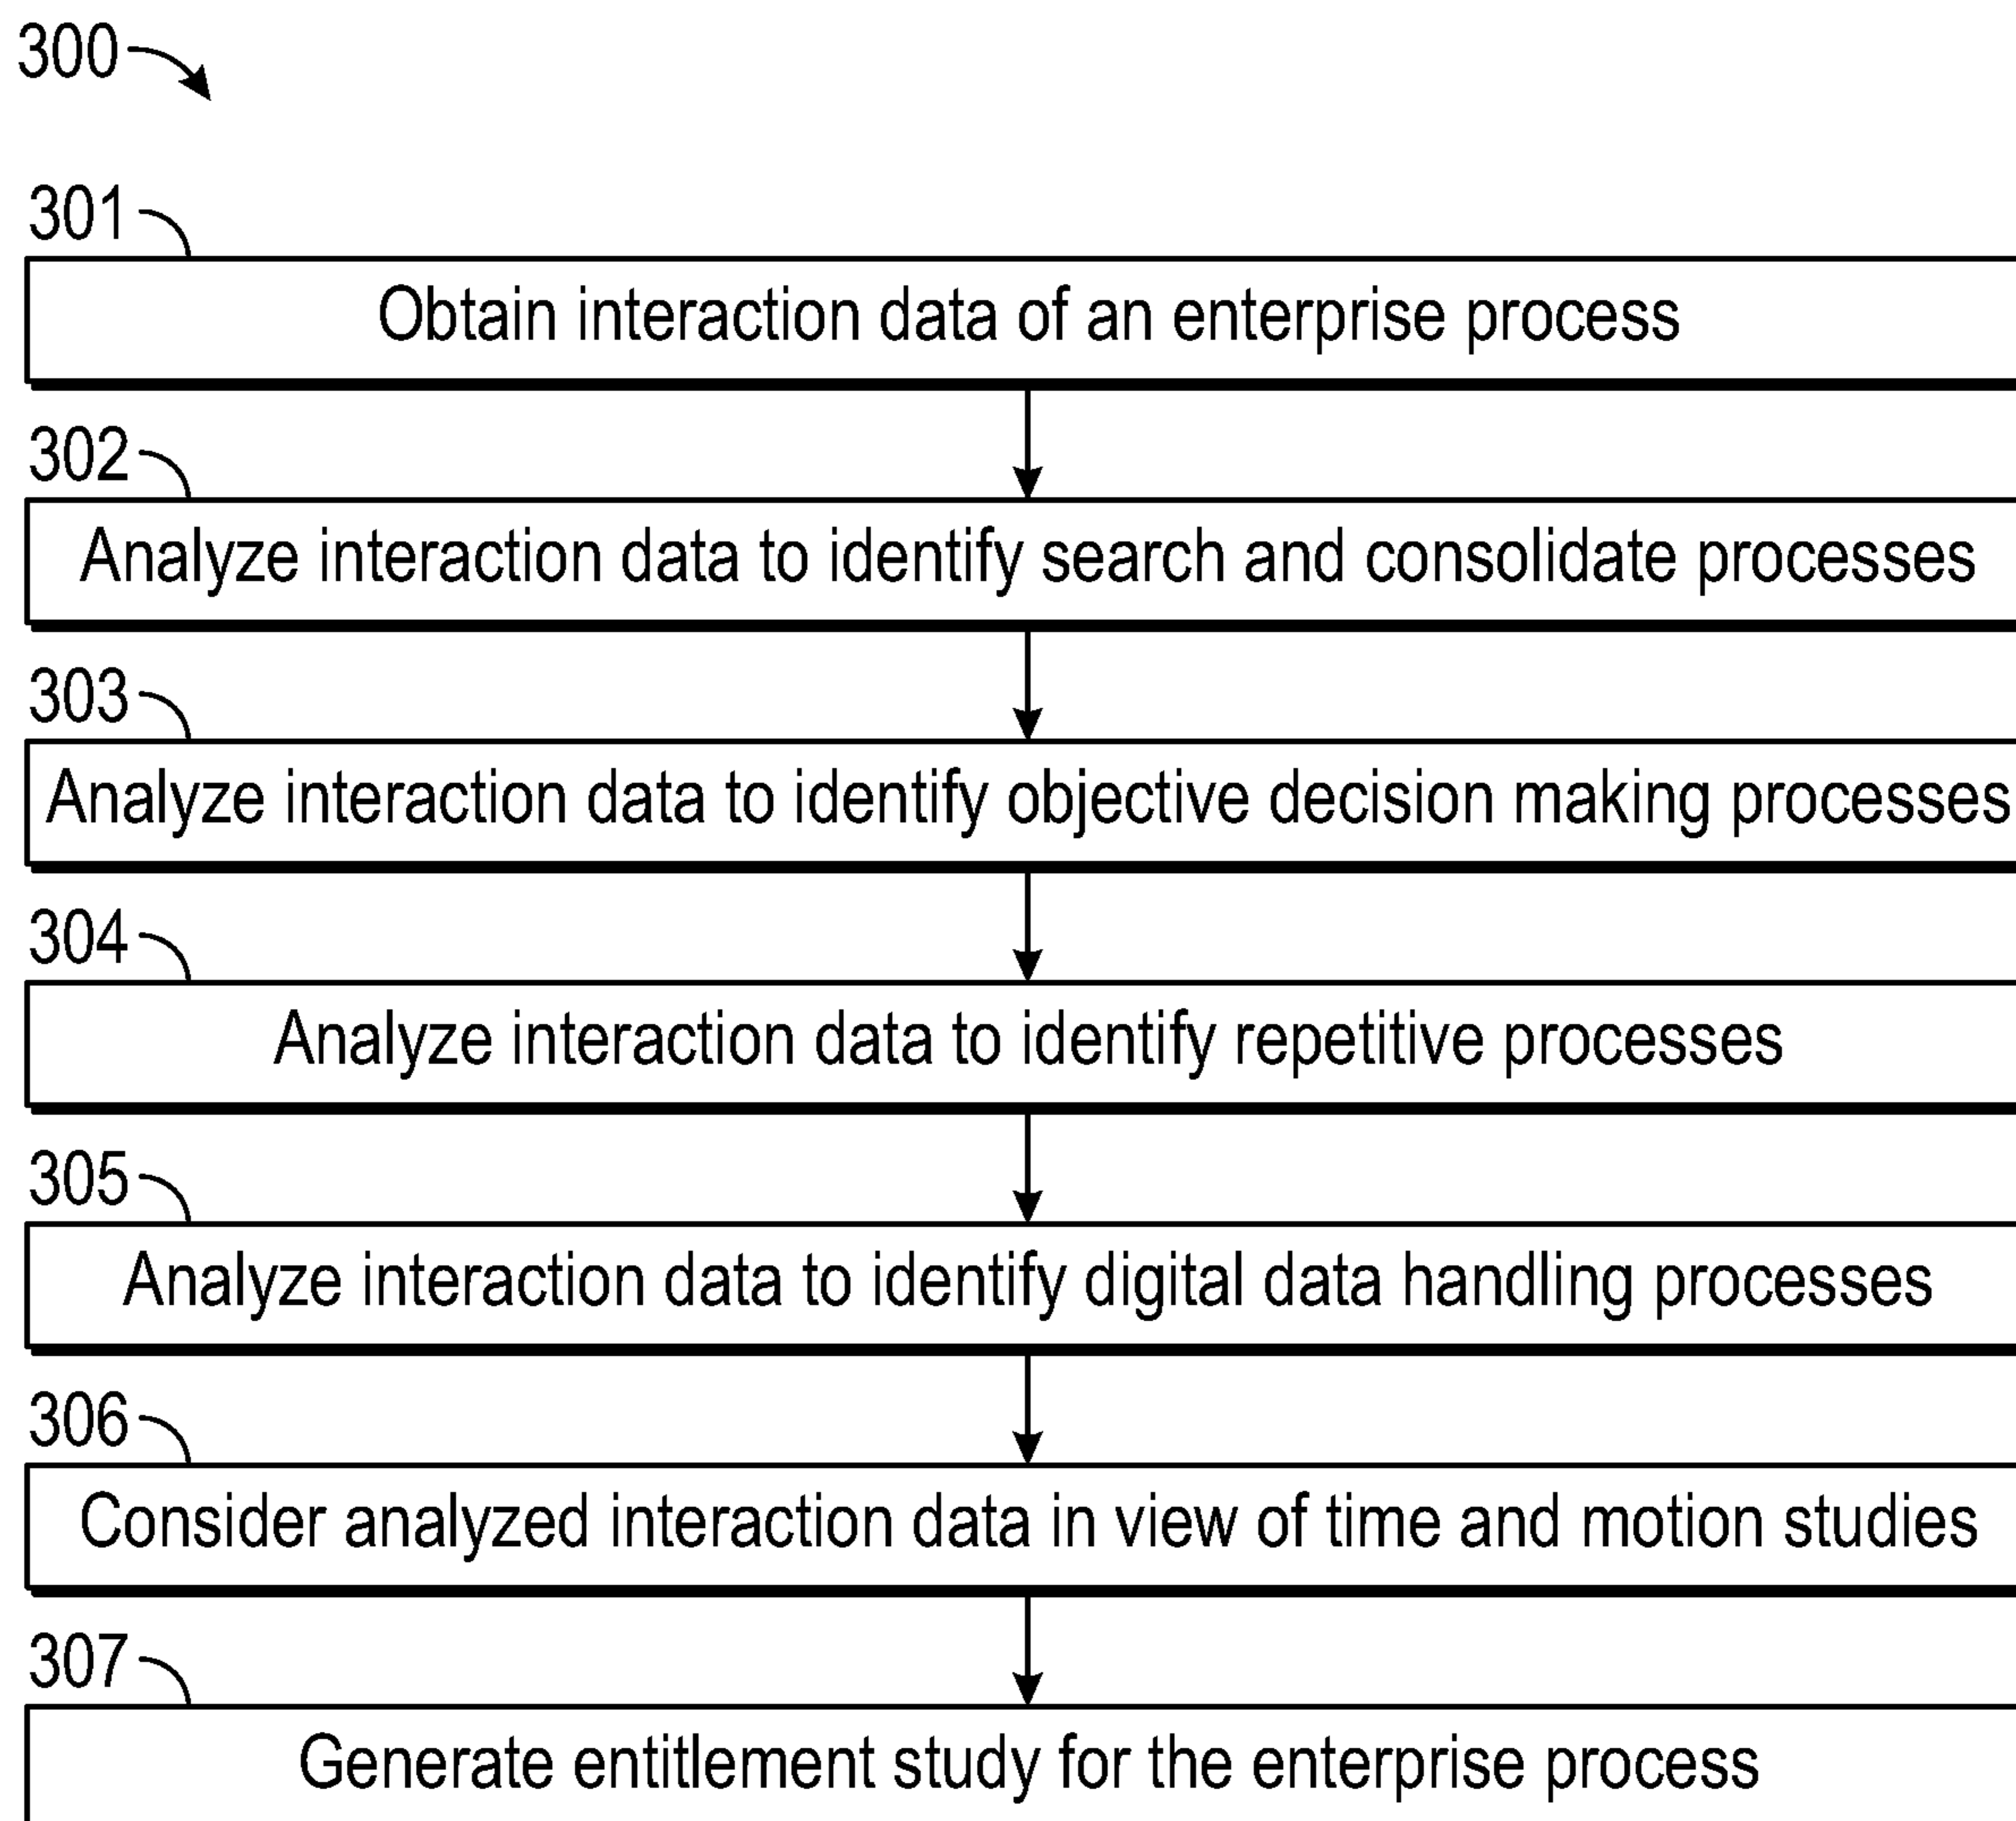 300
301
Obtain interaction data of an enterprise process
302
Analyze interaction data to identify search and consolidate processes
303
Analyze interaction data to identify objective decision making processes
304
Analyze interaction data to identify repetitive processes
305
Analyze interaction data to identify digital data handling processes
306
Consider analyzed interaction data in view of time and motion studies
307
Generate entitlement study for the enterprise process